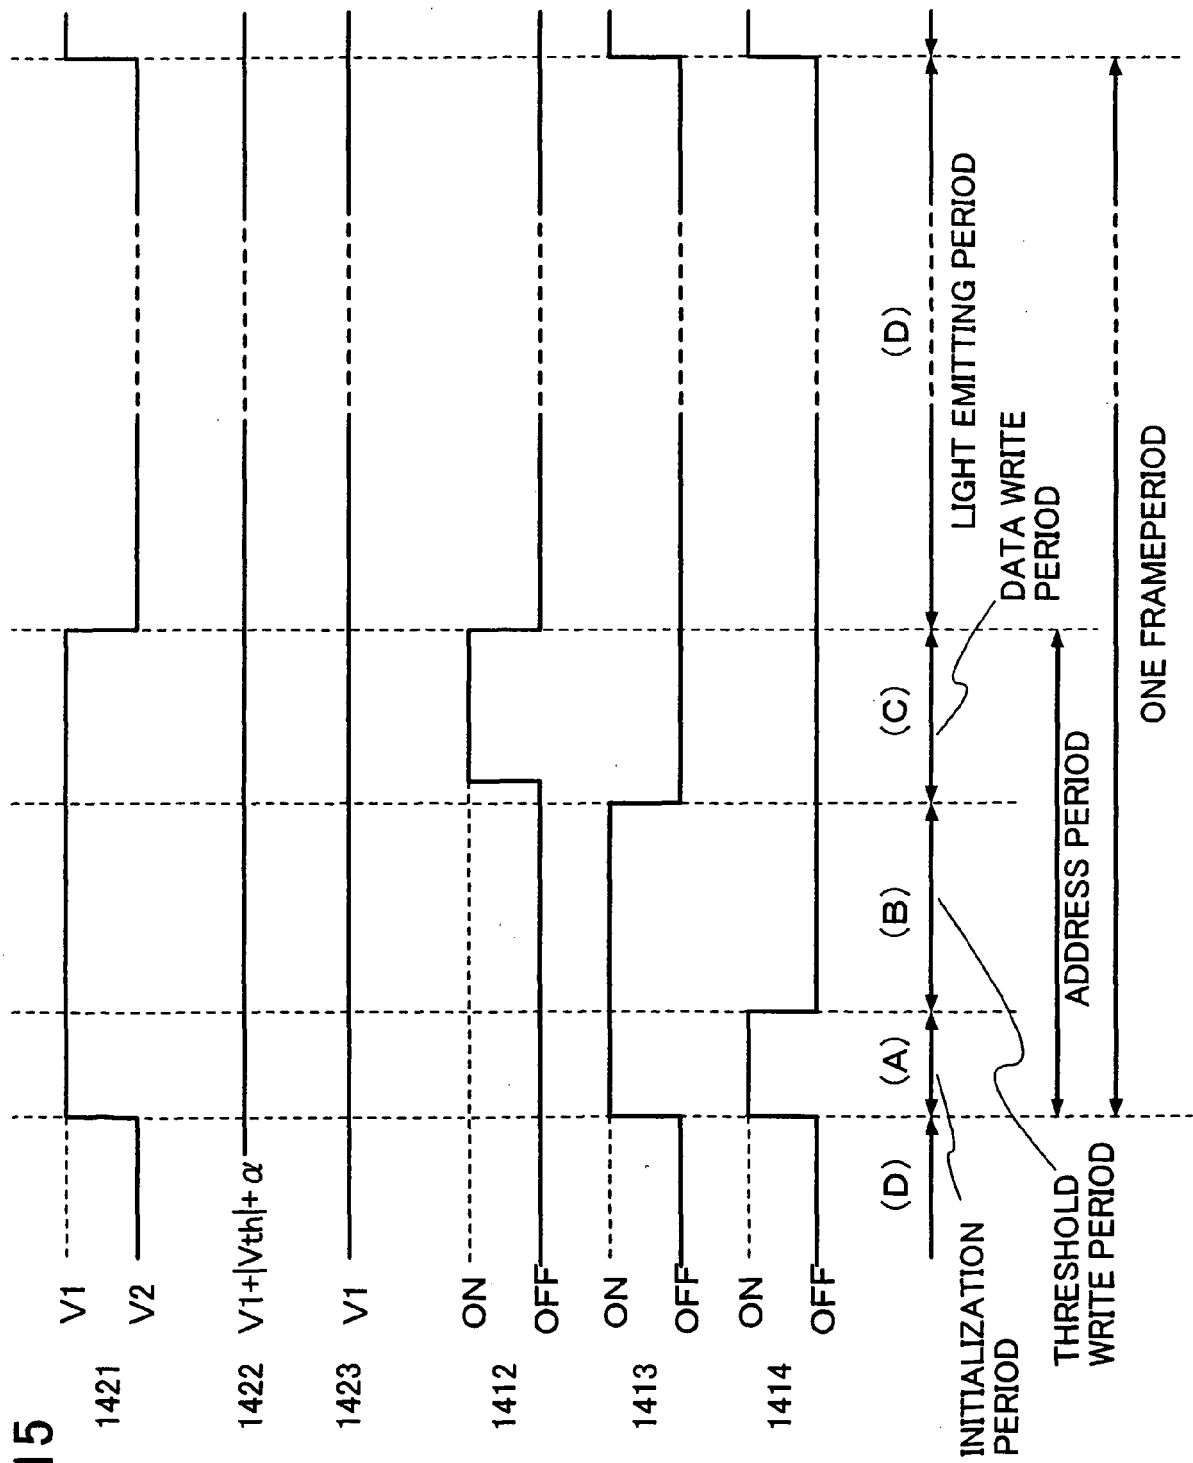 15
1421
V1
V2
1422
V1+|Vth|+α
1423
V1
1412
ON
OFF
1413
ON
OFF
1414
ON
OFF
(D)
(A)
(B)
(C)
(D)
INITIALIZATION
PERIOD
THRESHOLD
WRITE PERIOD
DATA WRITE
PERIOD
LIGHT EMITTING PERIOD
ADDRESS PERIOD
ONE FRAMEPERIOD